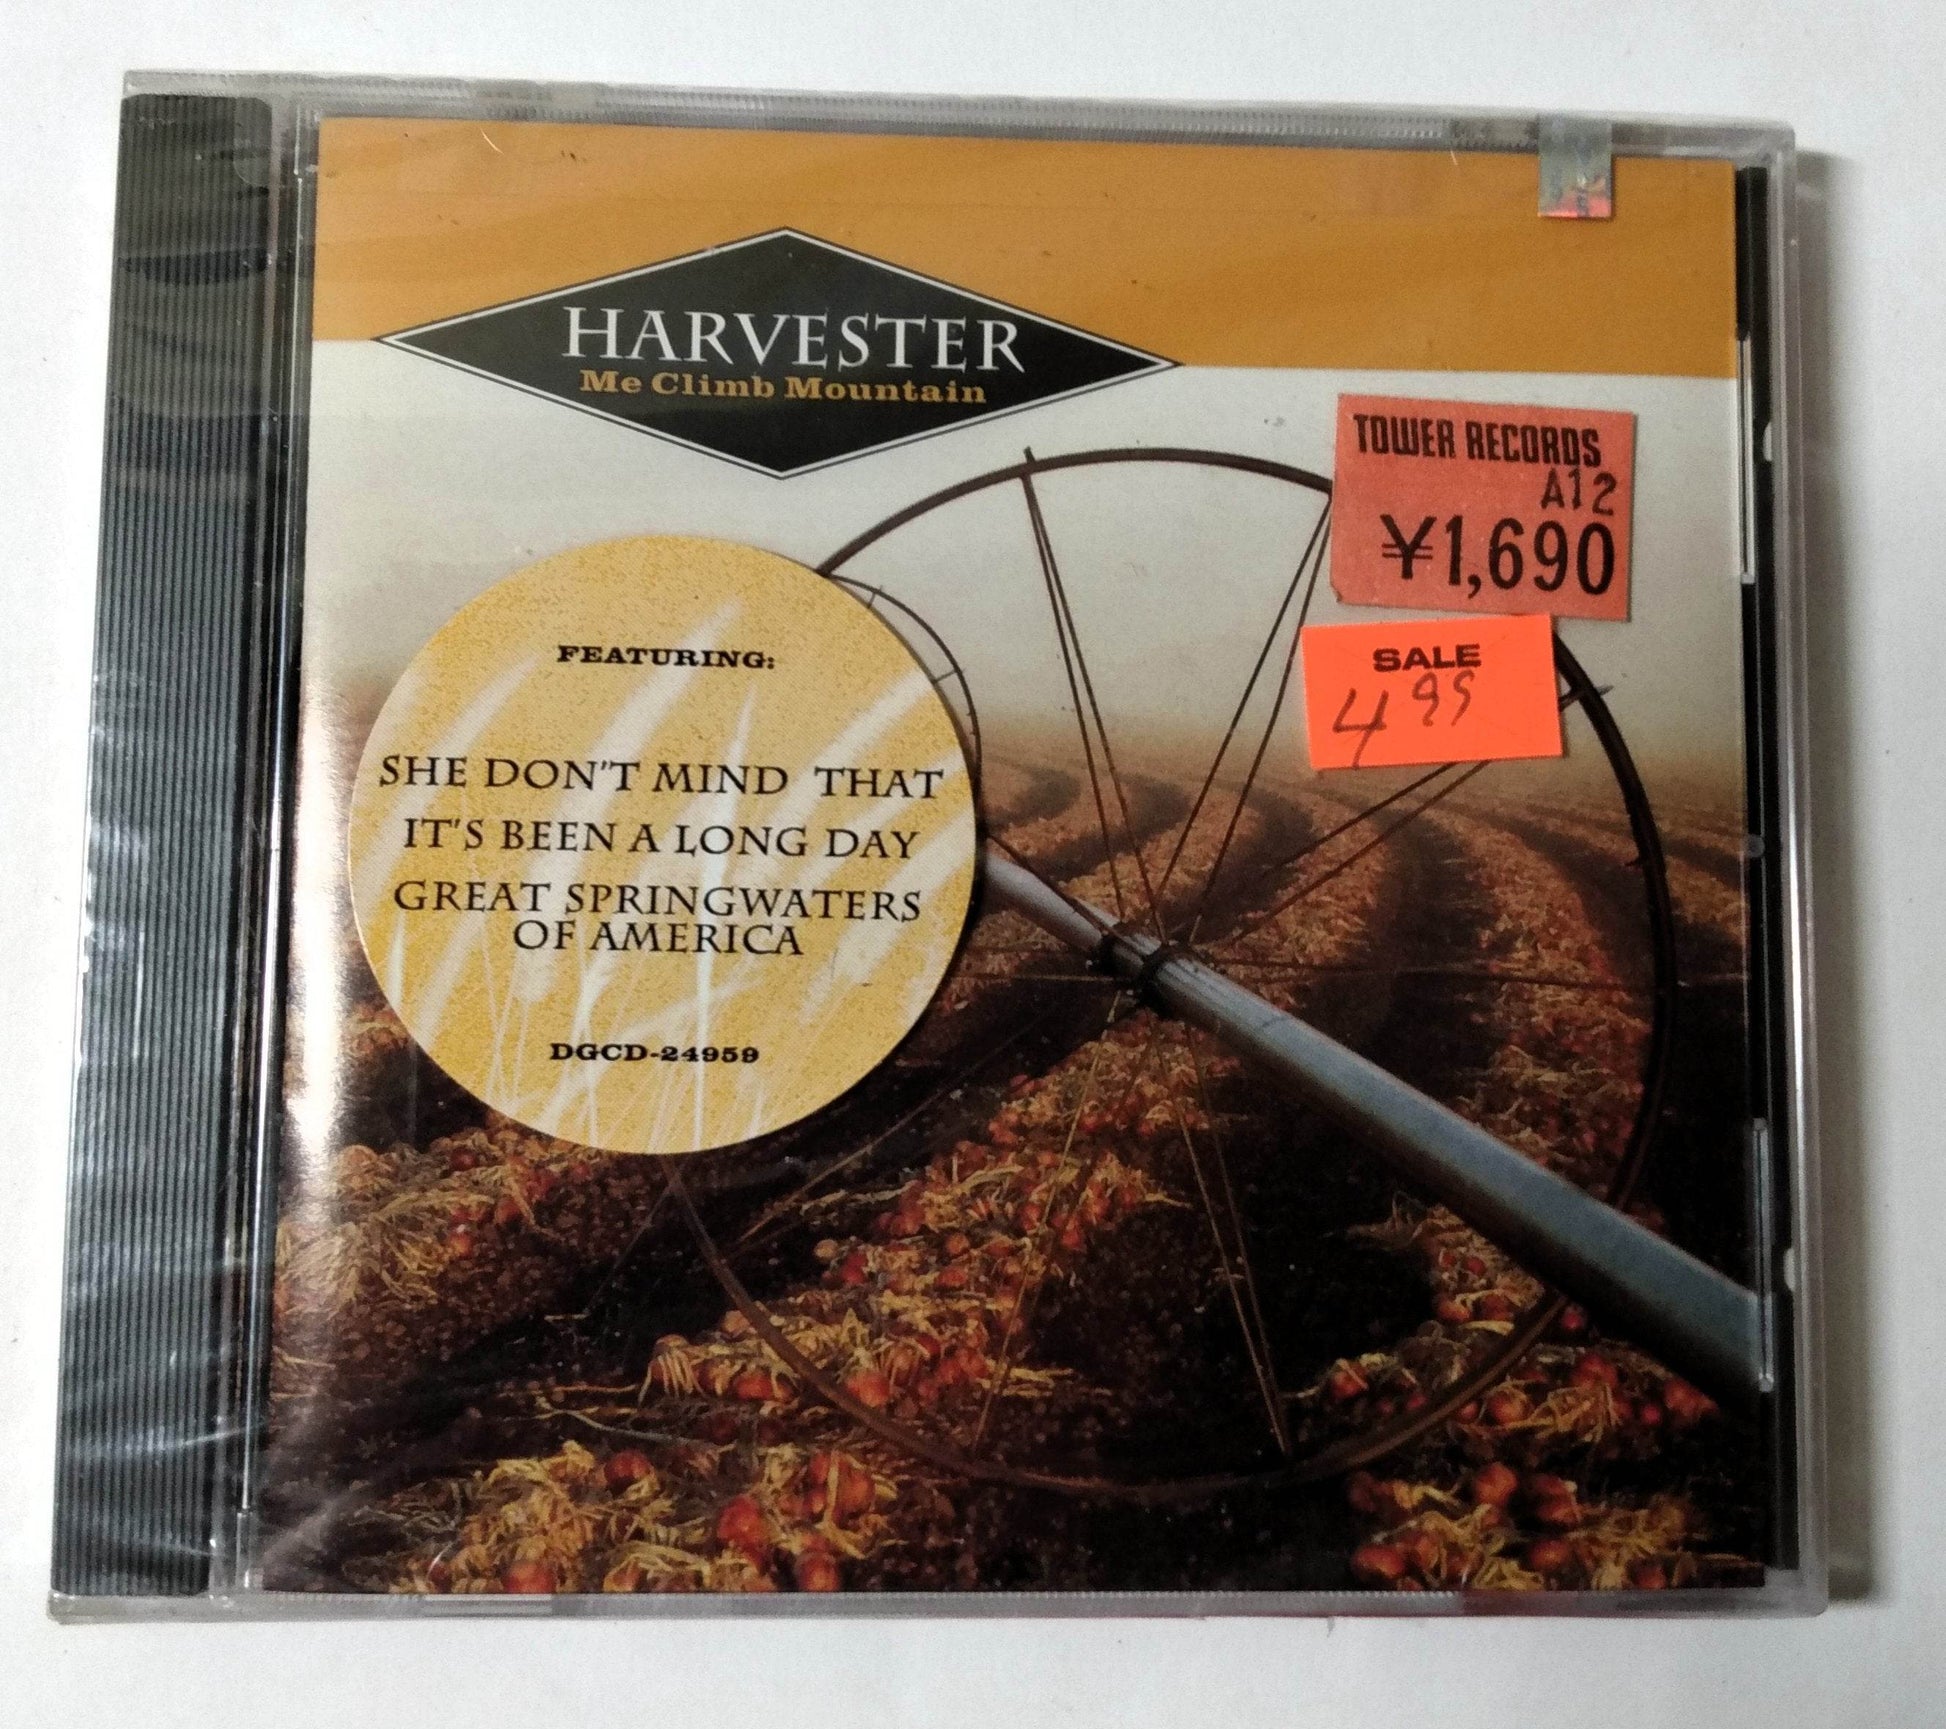 HARVESTER
Me Climb Mountain
TOWER RECORDS
A12
¥1,690
SALE
4 99
FEATURING:
SHE DON'T MIND THAT
IT'S BEEN A LONG DAY
GREAT SPRINGWATERS
OF AMERICA
DGCD-24959